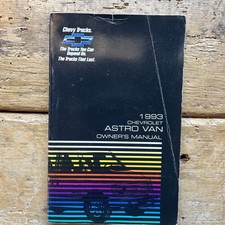 Chevy Trucks.
The Trucks You Can
Depend On.
The Trucks That Last.
1993
CHEVROLET
ASTRO VAN
OWNER'S MANUAL